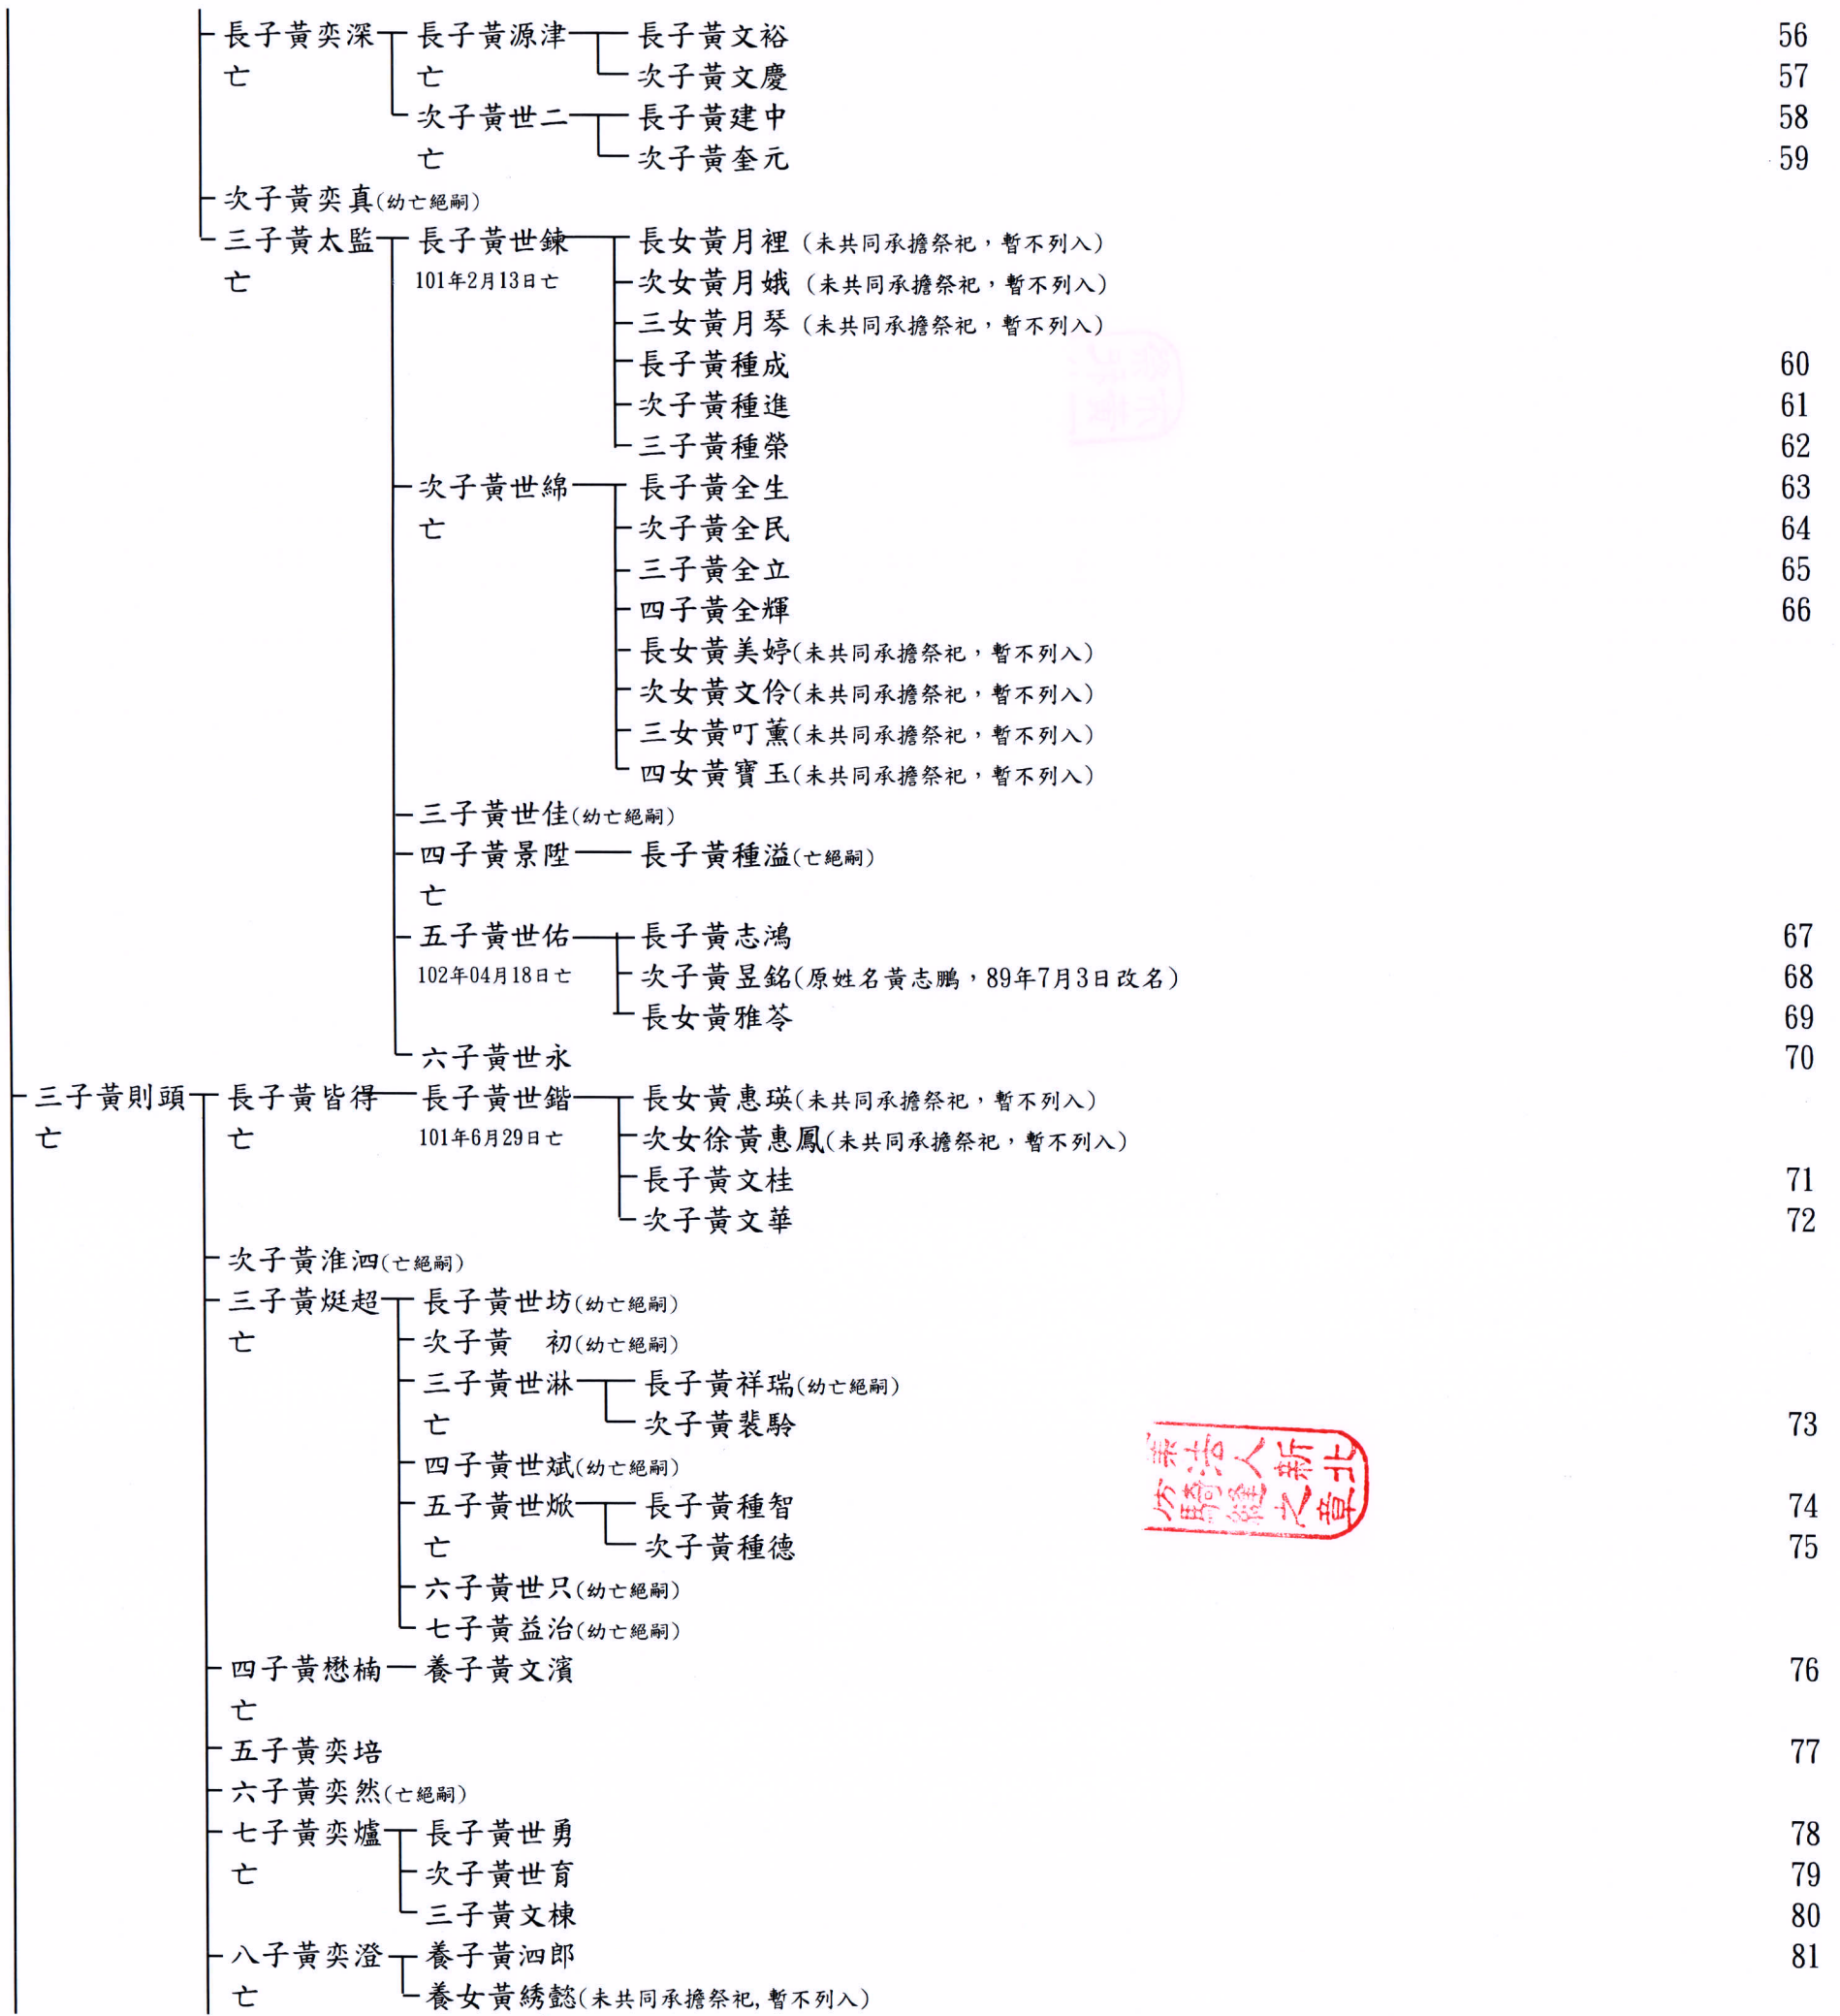 長子黃奕深 長子黃源津 長子黃文裕 56
亡 亡 次子黃文慶 57
次子黃世二 長子黃建中 58
亡 次子黃奎元 59
次子黃奕真(幼亡絕嗣)
三子黃太監 長子黃世鍊 長女黃月裡(未共同承擔祭祀，暫不列入)
亡 101年2月13日亡 次女黃月娥(未共同承擔祭祀，暫不列入)
三女黃月琴(未共同承擔祭祀，暫不列入)
長子黃種成 60
次子黃種進 61
三子黃種榮 62
次子黃世綿 長子黃全生 63
亡 次子黃全民 64
三子黃全立 65
四子黃全輝 66
長女黃美婷(未共同承擔祭祀，暫不列入)
次女黃文伶(未共同承擔祭祀，暫不列入)
三女黃叮薰(未共同承擔祭祀，暫不列入)
四女黃寶玉(未共同承擔祭祀，暫不列入)
三子黃世佳(幼亡絕嗣)
四子黃景陞 長子黃種溢(亡絕嗣)
亡
五子黃世佑 長子黃志鴻 67
102年04月18日亡 次子黃昱銘(原姓名黃志鵬，89年7月3日改名) 68
長女黃雅苓 69
六子黃世永 70
三子黃則頭 長子黃皆得 長子黃世鍇 長女黃惠瑛(未共同承擔祭祀，暫不列入)
亡 亡 101年6月29日亡 次女徐黃惠鳳(未共同承擔祭祀，暫不列入)
長子黃文桂 71
次子黃文華 72
次子黃淮泗(亡絕嗣)
三子黃烶超 長子黃世坊(幼亡絕嗣)
亡 次子黃　初(幼亡絕嗣)
三子黃世淋 長子黃祥瑞(幼亡絕嗣)
亡 次子黃裴駖 73
四子黃世斌(幼亡絕嗣)
五子黃世焮 長子黃種智 74
亡 次子黃種德 75
六子黃世只(幼亡絕嗣)
七子黃益治(幼亡絕嗣)
四子黃懋楠 養子黃文濱 76
亡
五子黃奕培 77
六子黃奕然(亡絕嗣)
七子黃奕爐 長子黃世勇 78
亡 次子黃世育 79
三子黃文棟 80
八子黃奕澄 養子黃泗郎 81
亡 養女黃綉懿(未共同承擔祭祀,暫不列入)
北
新
人
法
章
之
縫
騎